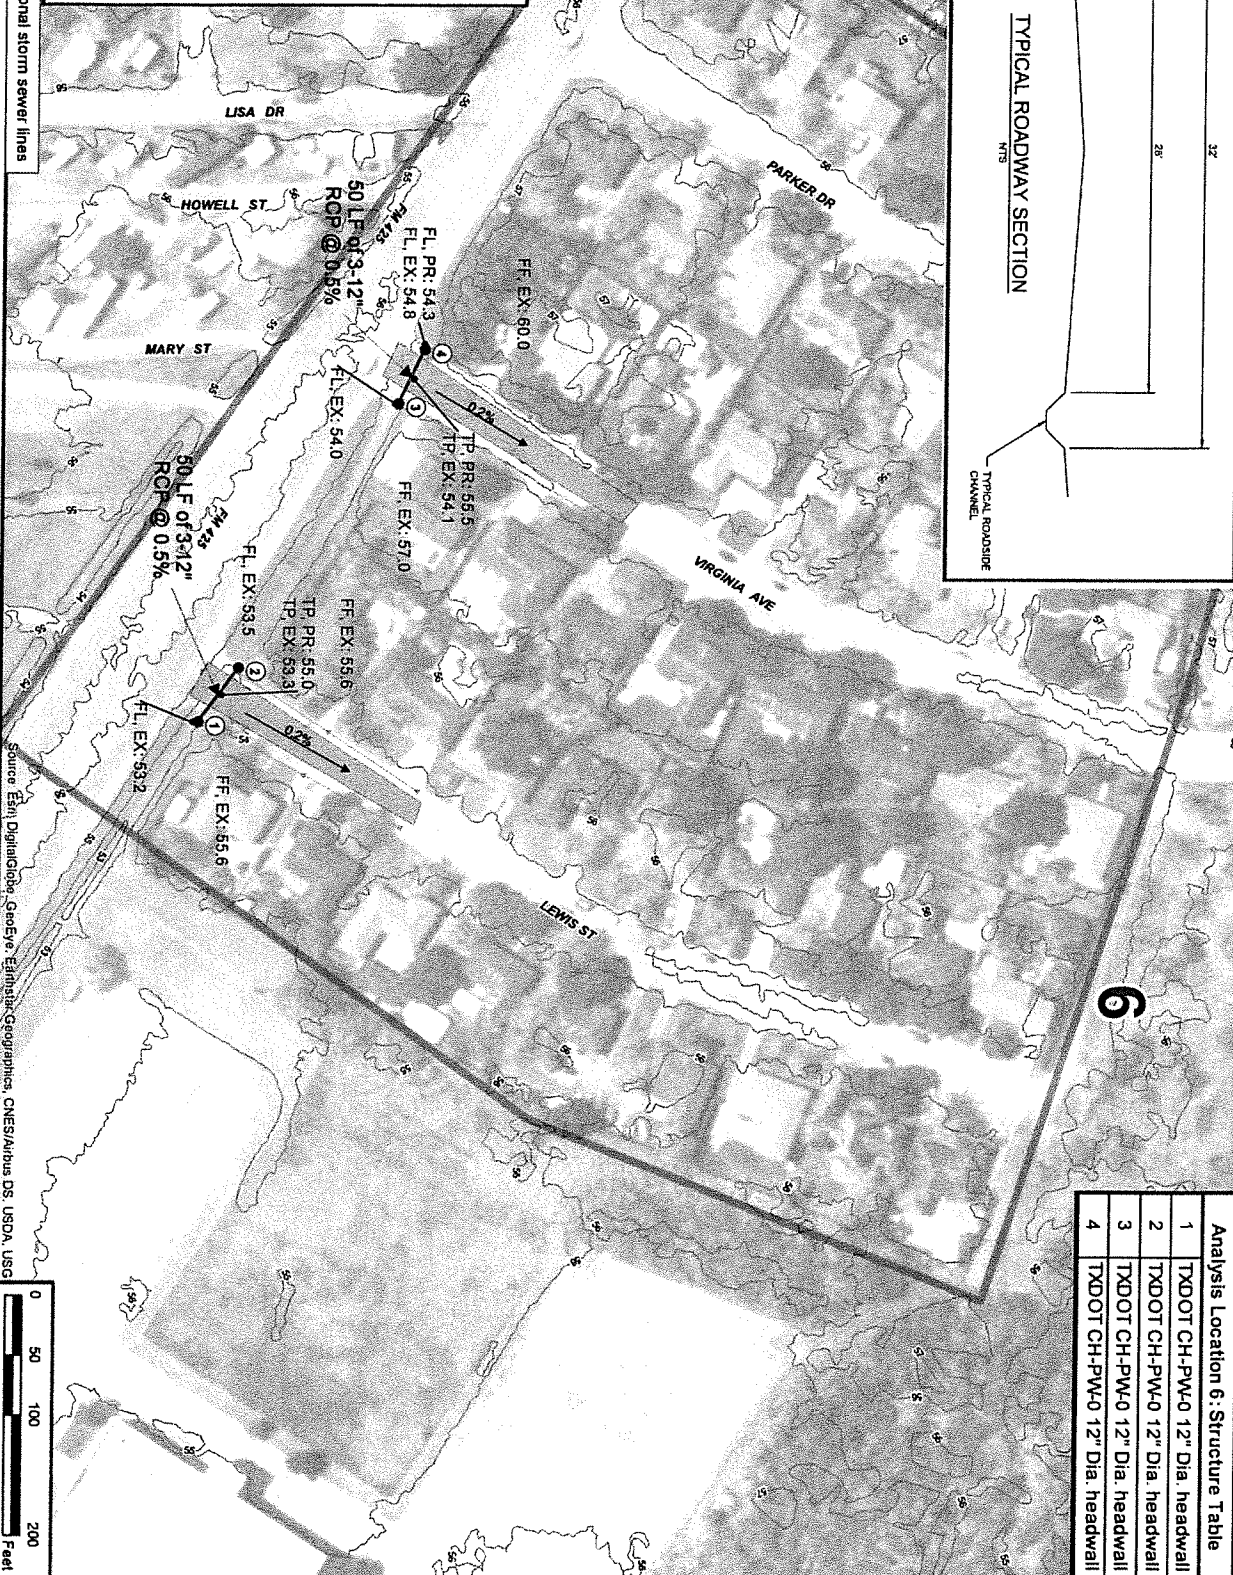 32'
26'
TYPICAL ROADWAY SECTION
NTS
TYPICAL ROADSIDE
CHANNEL
6
Analysis Location 6: Structure Table
1 TXDOT CH-PW-0 12" Dia. headwall
2 TXDOT CH-PW-0 12" Dia. headwall
3 TXDOT CH-PW-0 12" Dia. headwall
4 TXDOT CH-PW-0 12" Dia. headwall
PARKER DR
VIRGINIA AVE
LEWIS ST
LISA DR
HOWELL ST
MARY ST
FM 425
FM 425
FF, EX: 60.0
FL, PR: 54.3
FL, EX: 54.8
50 LF of 3-12"
RCP @ 0.5%
4
3
0.2%
FL, EX: 54.0
TP, PR: 55.5
TP, EX: 54.1
FF, EX: 57.0
50 LF of 3-12"
RCP @ 0.5%
FL, EX: 53.5
FF, EX: 55.6
TP, PR: 55.0
TP, EX: 53.3
2
1
0.2%
FL, EX: 53.2
FF, EX: 55.6
onal storm sewer lines
Source: Esri, DigitalGlobe, GeoEye, Earthstar Geographics, CNES/Airbus DS, USDA, USG
0 50 100 200
Feet